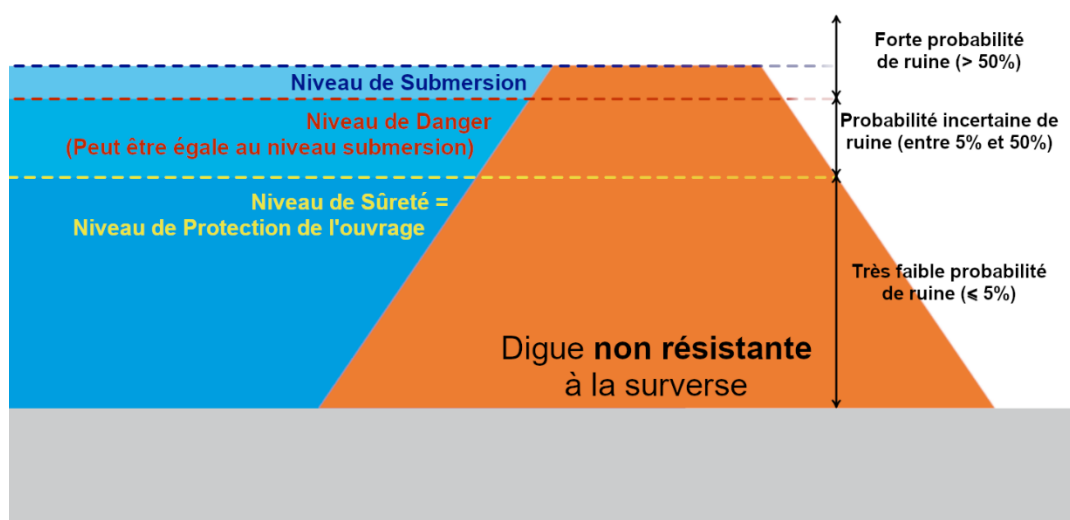 Forte probabilité
de ruine (> 50%)
Niveau de Submersion
Niveau de Danger
(Peut être égale au niveau submersion)
Probabilité incertaine de
ruine (entre 5% et 50%)
Niveau de Sûreté =
Niveau de Protection de l'ouvrage
Très faible probabilité
de ruine (⩽ 5%)
Digue non résistante
à la surverse